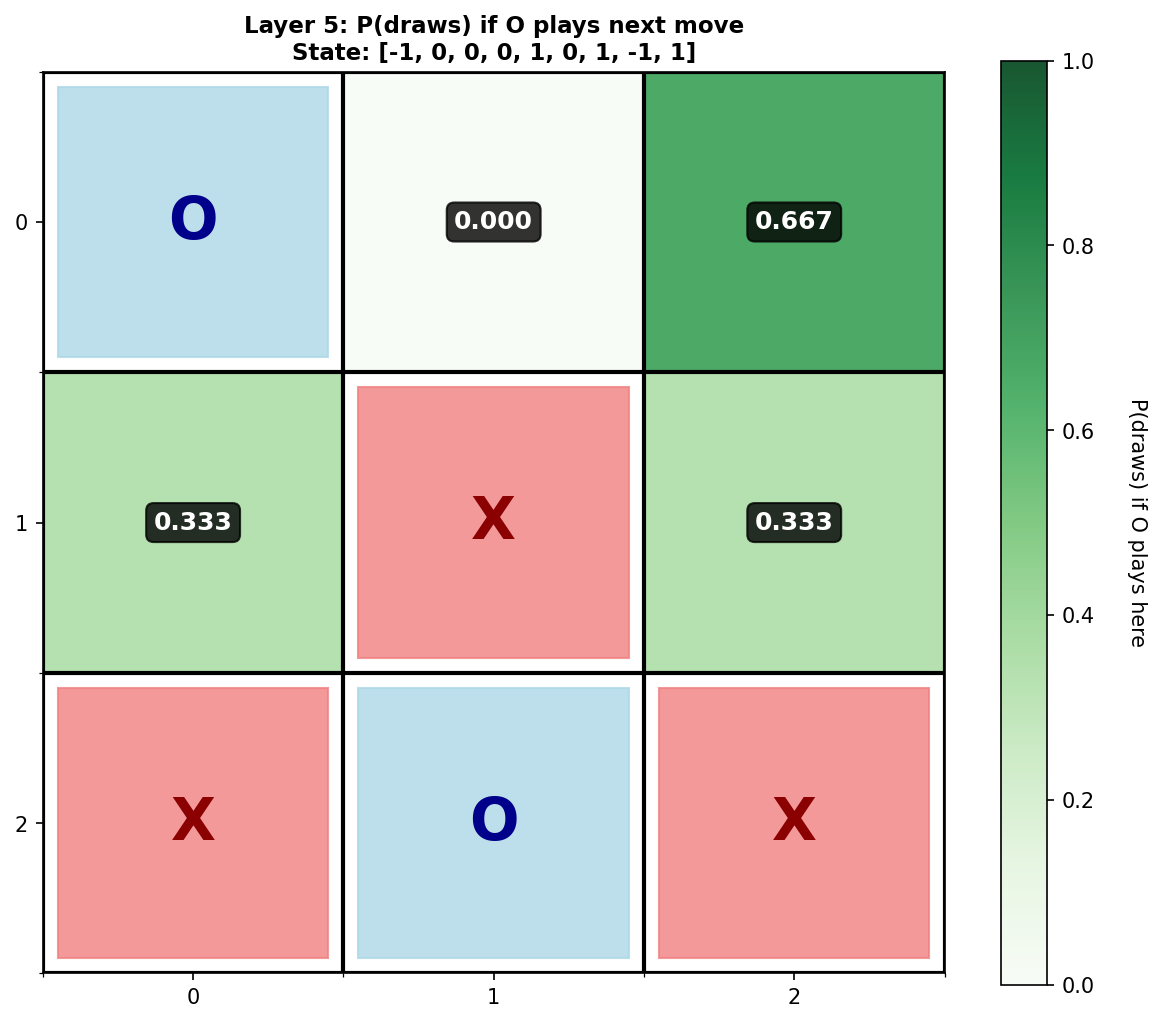 Layer 5: P(draws) if O plays next move
State: [-1, 0, 0, 0, 1, 0, 1, -1, 1]
0
O
0.000
0.667
1
0.333
X
0.333
2
X
O
X
0
1
2
1.0
0.8
0.6
0.4
0.2
0.0
P(draws) if O plays here